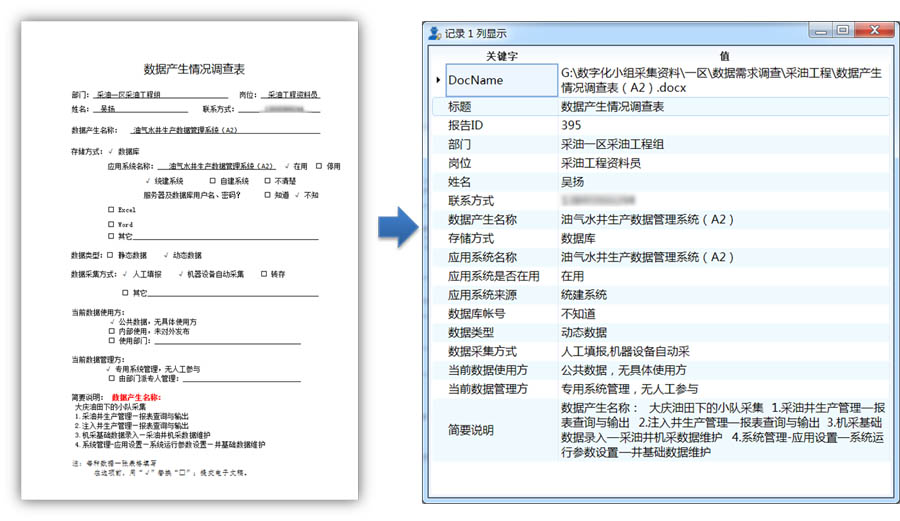 数据产生情况调查表
部门: 采油一区采油工程组 岗位: 采油工程资料员
姓名: 吴扬 联系方式:
数据产生名称: 油气水井生产数据管理系统(A2)
存储方式: √ 数据库
应用系统名称: 油气水井生产数据管理系统(A2) √ 在用 □ 停用
√ 统建系统 □ 自建系统 □ 不清楚
服务器及数据库用户名、密码? □ 知道 √ 不知
□ Excel
□ Word
□ 其它
数据类型: □ 静态数据 √ 动态数据
数据采集方式: √ 人工填报 √ 机器设备自动采集 □ 转存
□ 其它
当前数据使用方:
√ 公共数据，无具体使用方
□ 内部使用，未对外发布
□ 使用部门:
当前数据管理方:
√ 专用系统管理，无人工参与
□ 由部门派专人管理:
简要说明: 数据产生名称:
大庆油田下的小队采集
1.采油井生产管理—报表查询与输出
2.注入井生产管理—报表查询与输出
3.机采基础数据录入—采油井机采数据维护
4.系统管理-应用设置—系统运行参数设置—井基础数据维护
注: 每种数据一张表格填写
在选项前，用“√”替换“□”; 提交电子文档。
记录 1 列显示
关键字 值
DocName G:\数字化小组采集资料\一区\数据需求调查\采油工程\数据产生
情况调查表（A2）.docx
标题 数据产生情况调查表
报告ID 395
部门 采油一区采油工程组
岗位 采油工程资料员
姓名 吴扬
联系方式
数据产生名称 油气水井生产数据管理系统（A2）
存储方式 数据库
应用系统名称 油气水井生产数据管理系统（A2）
应用系统是否在用 在用
应用系统来源 统建系统
数据库帐号 不知道
数据类型 动态数据
数据采集方式 人工填报,机器设备自动采
当前数据使用方 公共数据，无具体使用方
当前数据管理方 专用系统管理，无人工参与
简要说明 数据产生名称： 大庆油田下的小队采集 1.采油井生产管理—报
表查询与输出 2.注入井生产管理—报表查询与输出 3.机采基础
数据录入—采油井机采数据维护 4.系统管理-应用设置—系统运
行参数设置—井基础数据维护